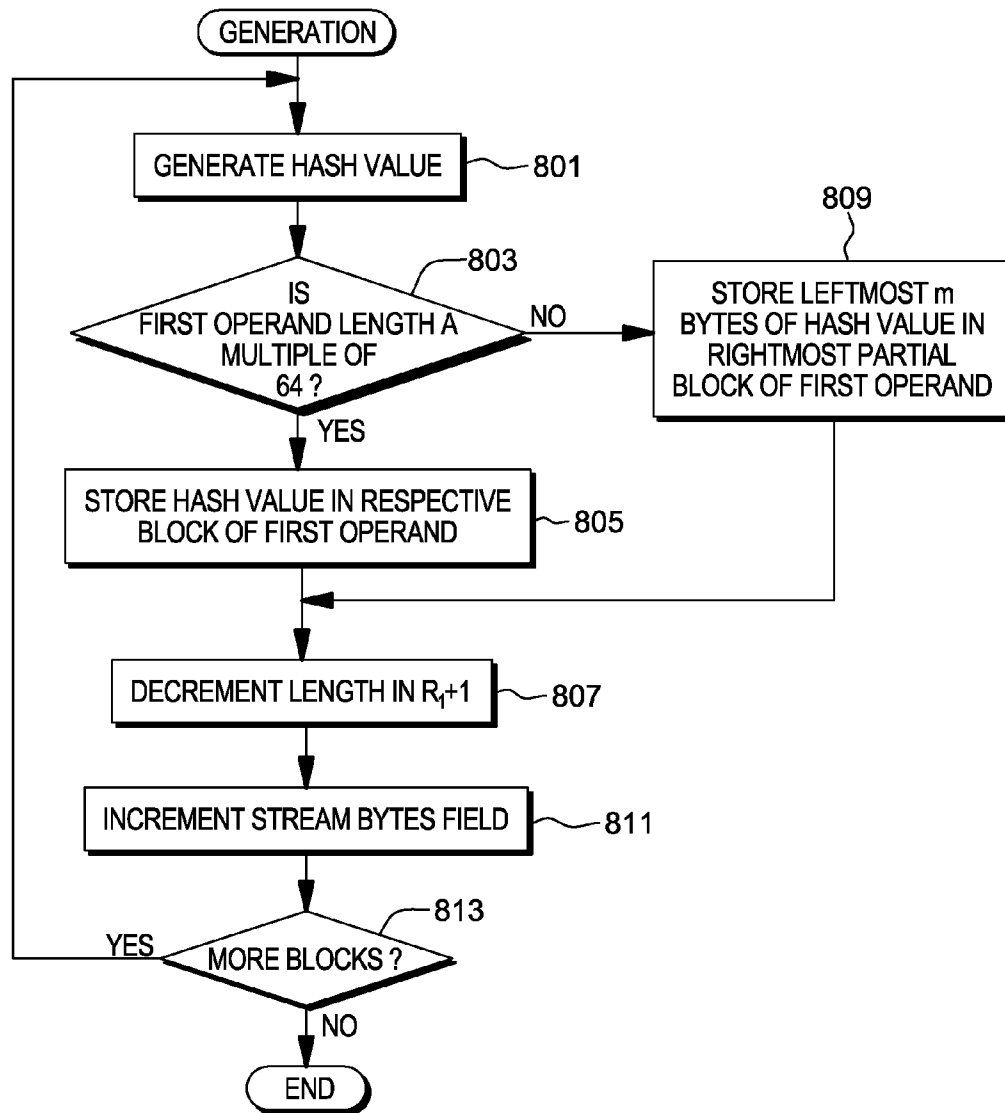 GENERATION
GENERATE HASH VALUE
801
803
IS
FIRST OPERAND LENGTH A
MULTIPLE OF
64 ?
NO
YES
809
STORE LEFTMOST m
BYTES OF HASH VALUE IN
RIGHTMOST PARTIAL
BLOCK OF FIRST OPERAND
STORE HASH VALUE IN RESPECTIVE
BLOCK OF FIRST OPERAND
805
DECREMENT LENGTH IN R₁+1
807
INCREMENT STREAM BYTES FIELD
811
813
YES
MORE BLOCKS ?
NO
END